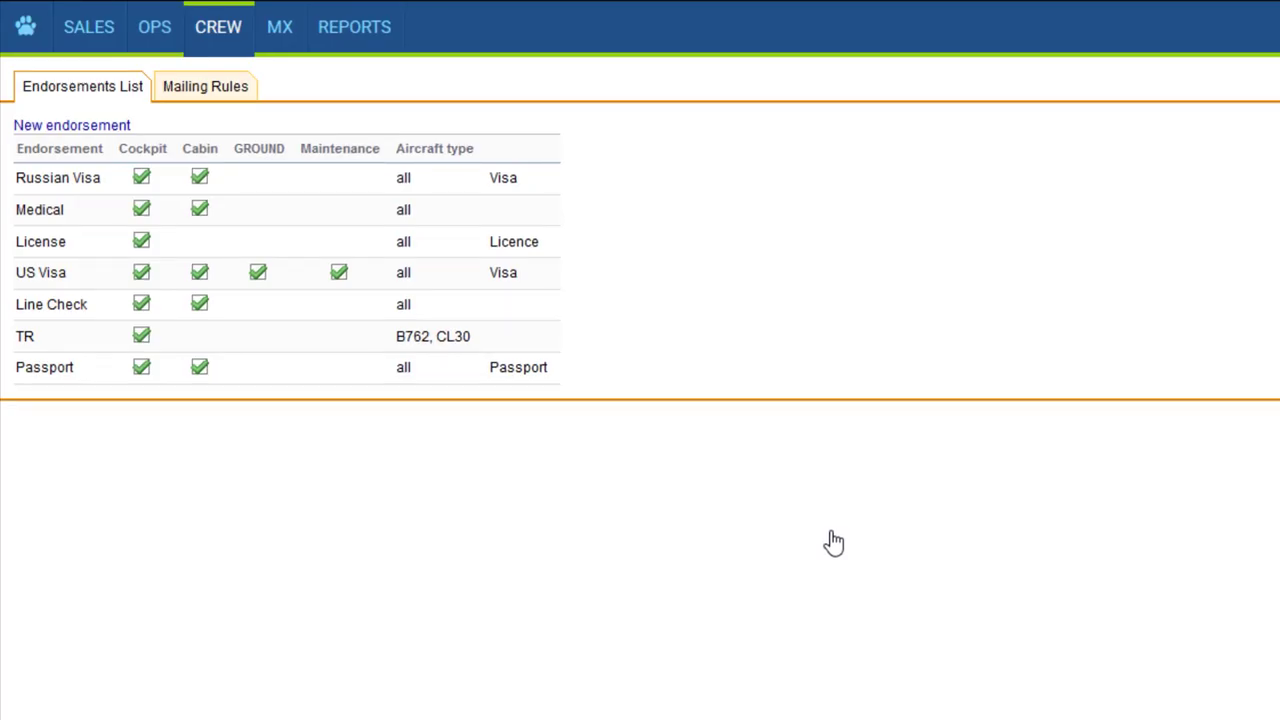 SALES OPS CREW MX REPORTS
Endorsements List Mailing Rules
New endorsement
Endorsement Cockpit Cabin GROUND Maintenance Aircraft type
Russian Visa all Visa
Medical all
License all Licence
US Visa all Visa
Line Check all
TR B762, CL30
Passport all Passport